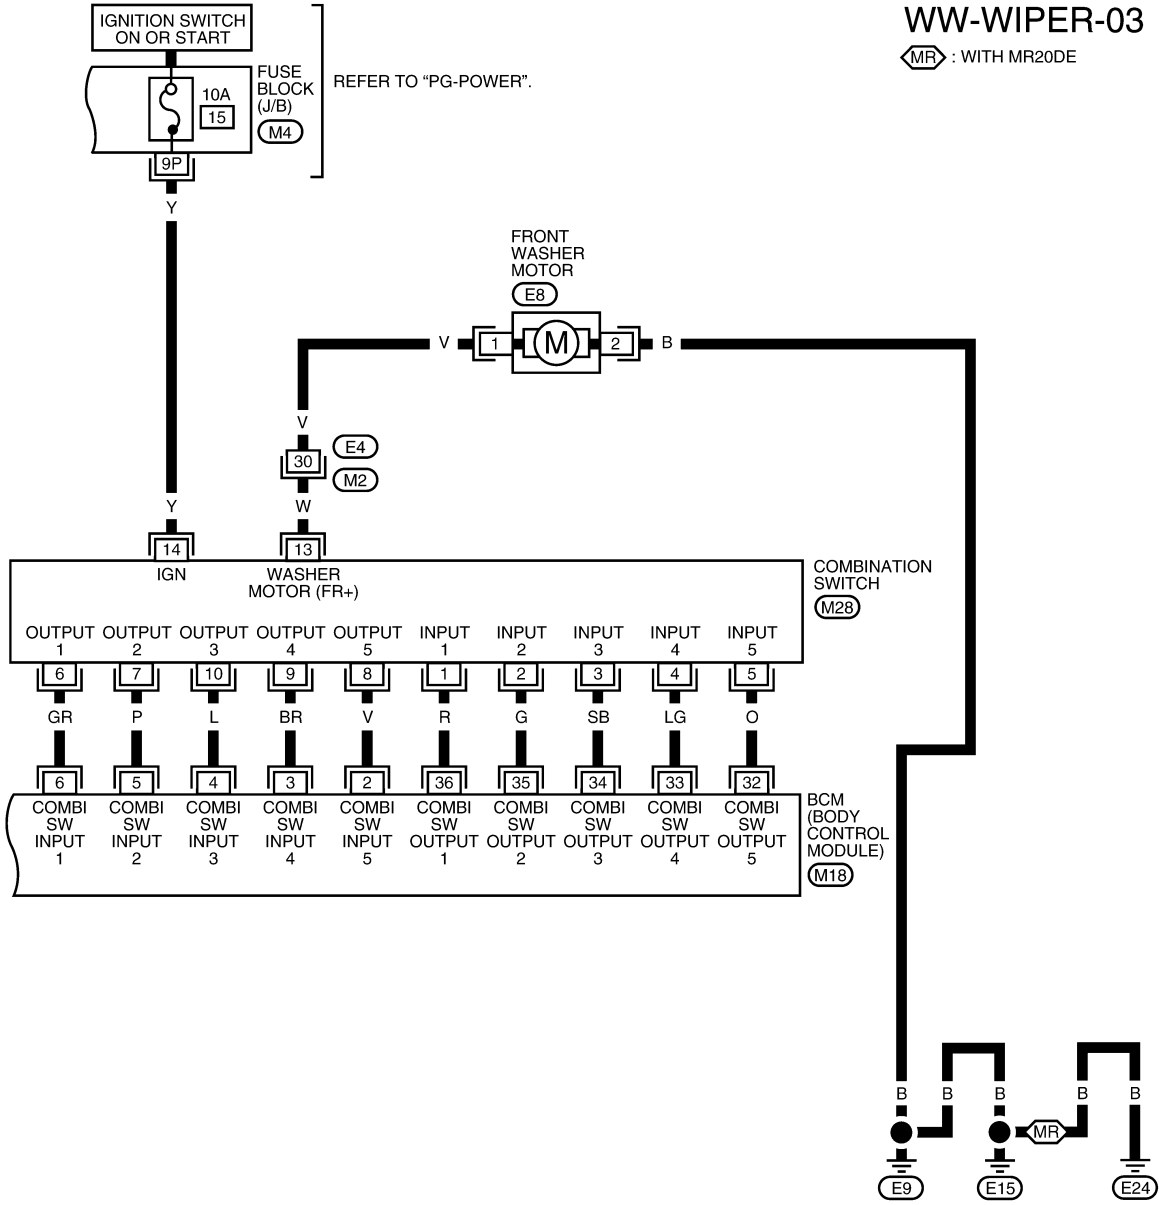 WW-WIPER-03
MR : WITH MR20DE
IGNITION SWITCH
ON OR START
FUSE
BLOCK
(J/B)
M4
10A
15
REFER TO “PG-POWER”.
9P
Y
FRONT
WASHER
MOTOR
E8
V 1 M 2 B
V
30
E4
M2
Y W
14 13
IGN WASHER
MOTOR (FR+)
COMBINATION
SWITCH
M28
OUTPUT OUTPUT OUTPUT OUTPUT OUTPUT INPUT INPUT INPUT INPUT INPUT
1 2 3 4 5 1 2 3 4 5
6 7 10 9 8 1 2 3 4 5
GR P L BR V R G SB LG O
6 5 4 3 2 36 35 34 33 32
COMBI COMBI COMBI COMBI COMBI COMBI COMBI COMBI COMBI COMBI
SW SW SW SW SW SW SW SW SW SW
INPUT INPUT INPUT INPUT INPUT OUTPUT OUTPUT OUTPUT OUTPUT OUTPUT
1 2 3 4 5 1 2 3 4 5
BCM
(BODY
CONTROL
MODULE)
M18
B B B B B
MR
E9 E15 E24